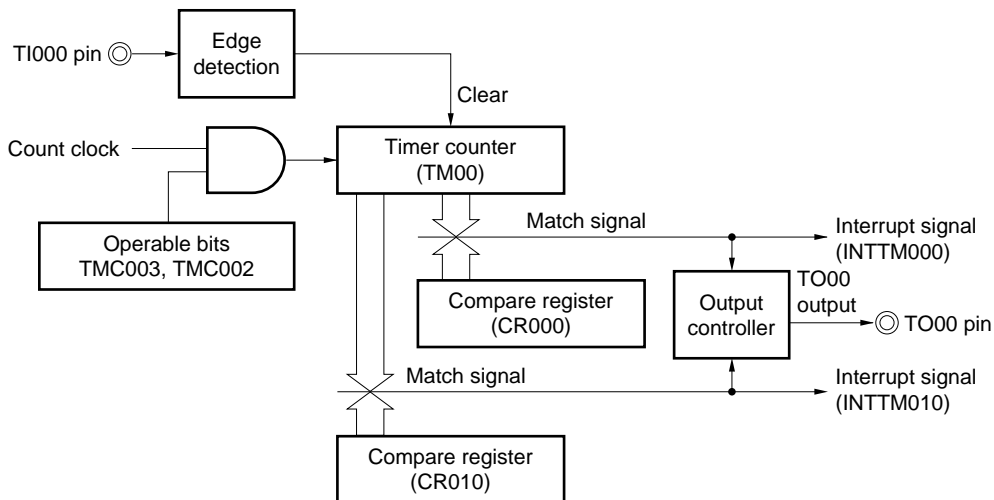 Edge
detection
TI000 pin
Clear
Timer counter
(TM00)
Count clock
Operable bits
TMC003, TMC002
Match signal
Interrupt signal
(INTTM000)
Compare register
(CR000)
Output
controller
TO00
output
TO00 pin
Match signal
Interrupt signal
(INTTM010)
Compare register
(CR010)